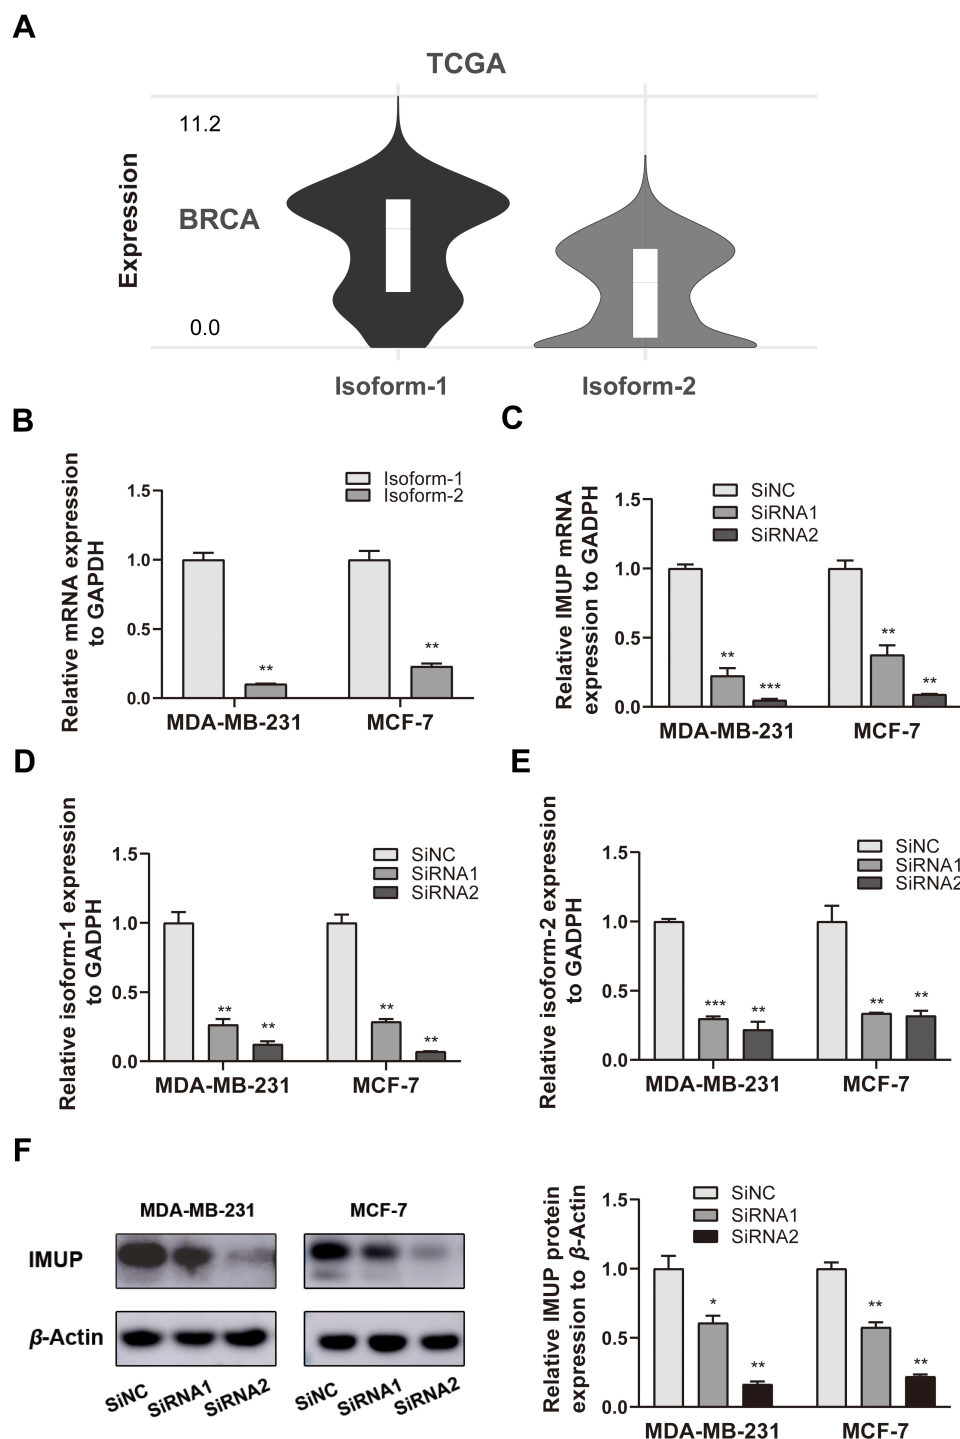 A
TCGA
11.2
Expression
BRCA
0.0
Isoform-1
Isoform-2
B
Relative mRNA expression
to GAPDH
Isoform-1
Isoform-2
1.5
1.0
0.5
0.0
**
**
MDA-MB-231
MCF-7
C
Relative IMUP mRNA
expression to GADPH
SiNC
SiRNA1
SiRNA2
1.5
1.0
0.5
0.0
**
***
**
**
MDA-MB-231
MCF-7
D
Relative isoform-1 expression
to GADPH
SiNC
SiRNA1
SiRNA2
1.5
1.0
0.5
0.0
**
**
**
**
MDA-MB-231
MCF-7
E
Relative isoform-2 expression
to GADPH
SiNC
SiRNA1
SiRNA2
1.5
1.0
0.5
0.0
***
**
**
**
MDA-MB-231
MCF-7
F
MDA-MB-231
MCF-7
IMUP
β-Actin
SiNC
SiRNA1
SiRNA2
SiNC
SiRNA1
SiRNA2
Relative IMUP protein
expression to β-Actin
SiNC
SiRNA1
SiRNA2
1.5
1.0
0.5
0.0
*
**
**
**
MDA-MB-231
MCF-7